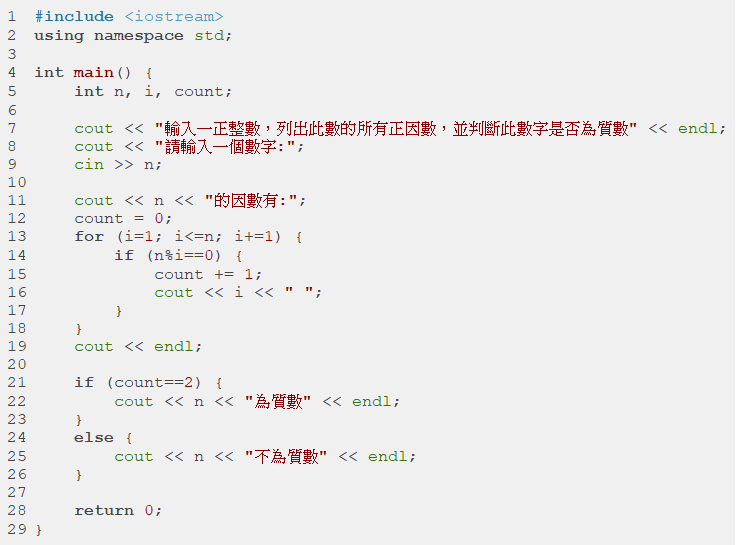 1 #include <iostream>
2 using namespace std;
3
4 int main() {
5     int n, i, count;
6
7     cout << "輸入一正整數，列出此數的所有正因數，並判斷此數字是否為質數" << endl;
8     cout << "請輸入一個數字:";
9     cin >> n;
10
11     cout << n << "的因數有:";
12     count = 0;
13     for (i=1; i<=n; i+=1) {
14         if (n%i==0) {
15             count += 1;
16             cout << i << " ";
17         }
18     }
19     cout << endl;
20
21     if (count==2) {
22         cout << n << "為質數" << endl;
23     }
24     else {
25         cout << n << "不為質數" << endl;
26     }
27
28     return 0;
29 }